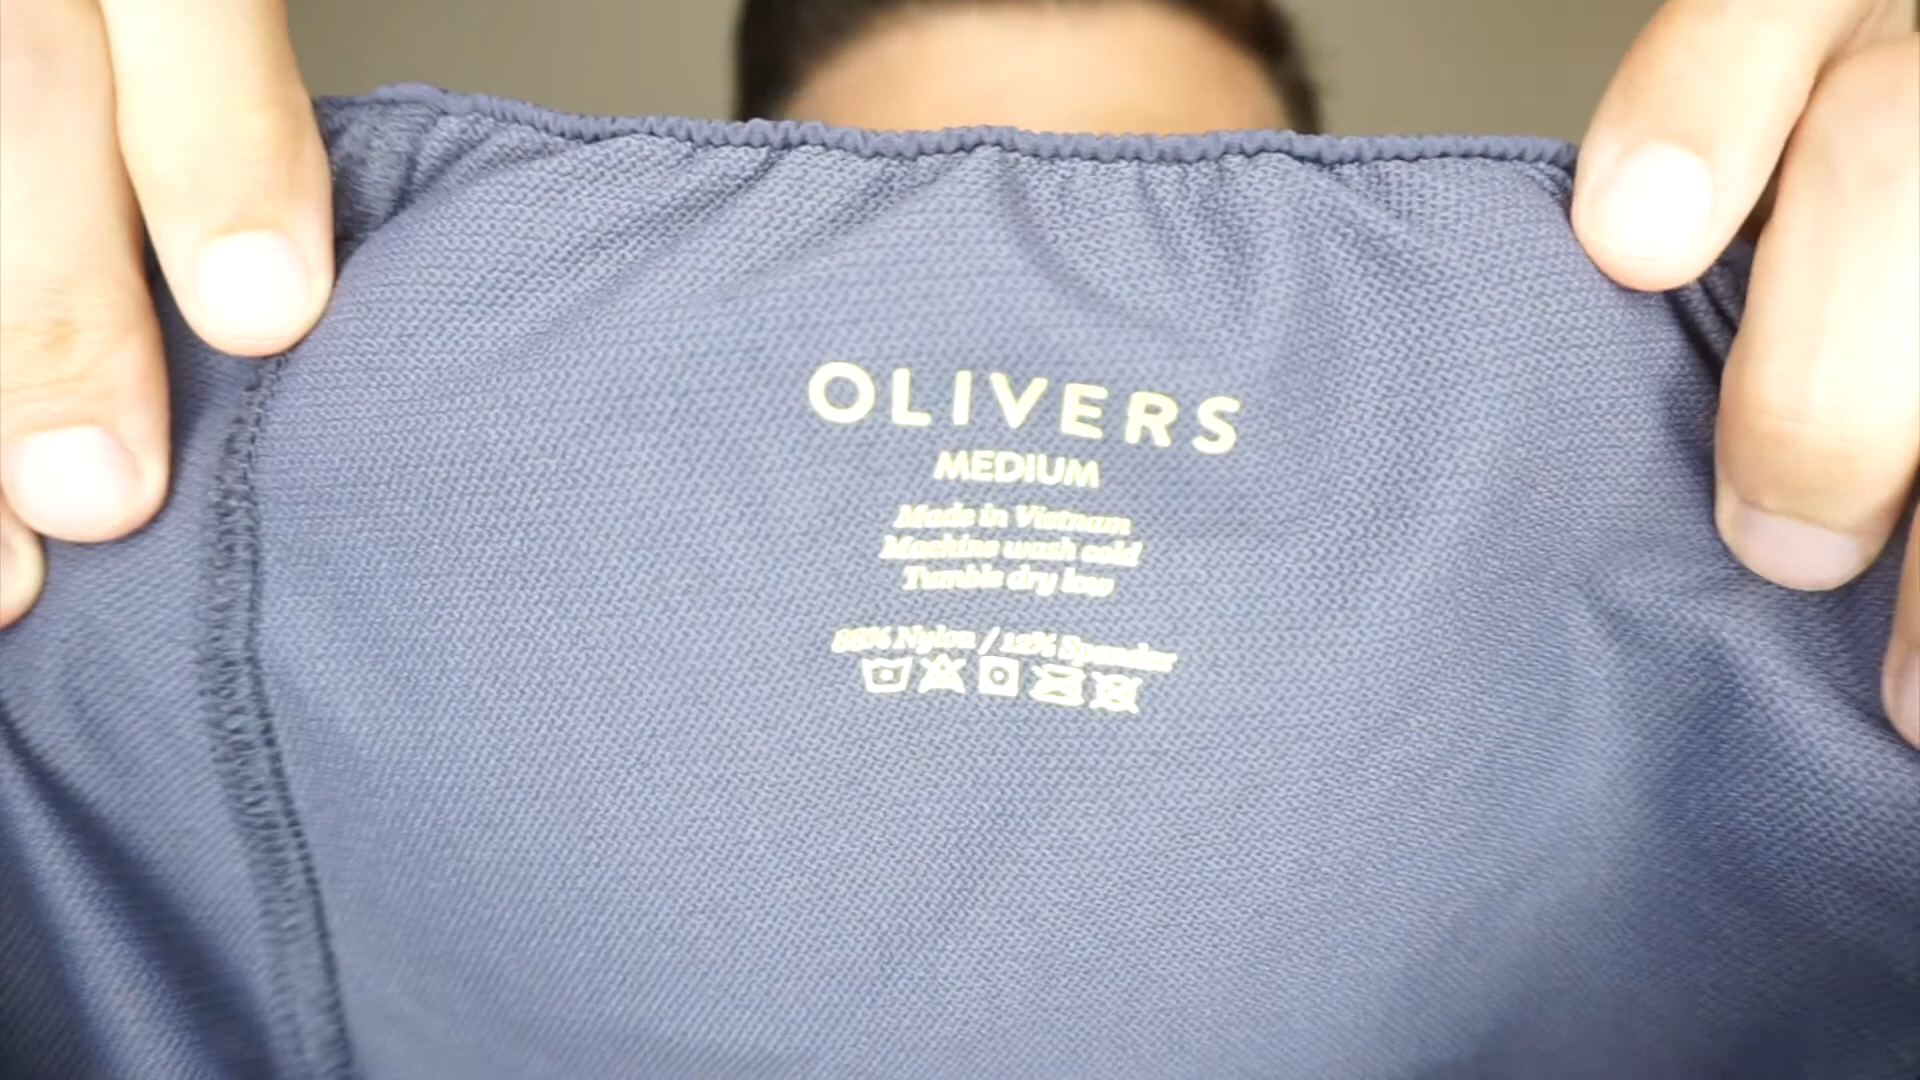 OLIVERS
MEDIUM
Made in Vietnam
Machine wash cold
Tumble dry low
88% Nylon / 12% Spandex